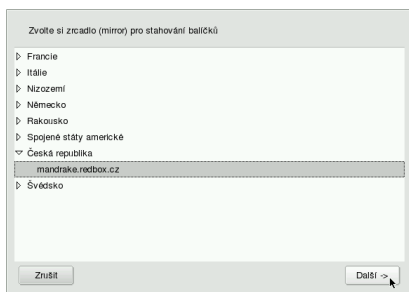 Zvolte si zrcadlo (mirror) pro stahování balíčků
Francie
Itálie
Nizozemí
Německo
Rakousko
Spojené státy americké
Česká republika
mandrake.redbox.cz
Švédsko
Zrušit
Další ->